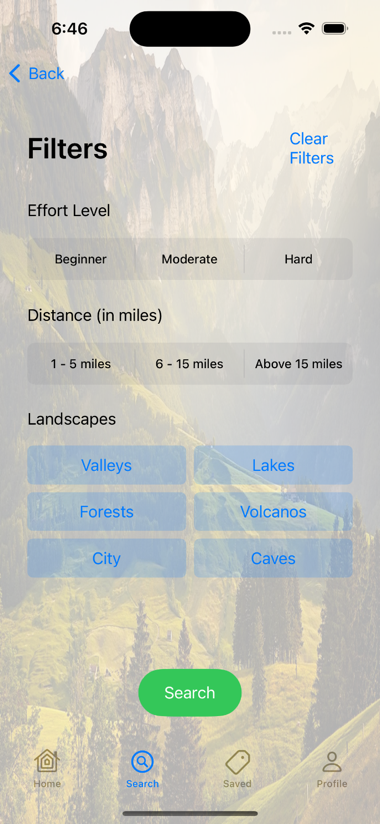 6:46
Back
Filters
Clear
Filters
Effort Level
Beginner Moderate Hard
Distance (in miles)
1 - 5 miles 6 - 15 miles Above 15 miles
Landscapes
Valleys Lakes
Forests Volcanos
City Caves
Search
Home Search Saved Profile